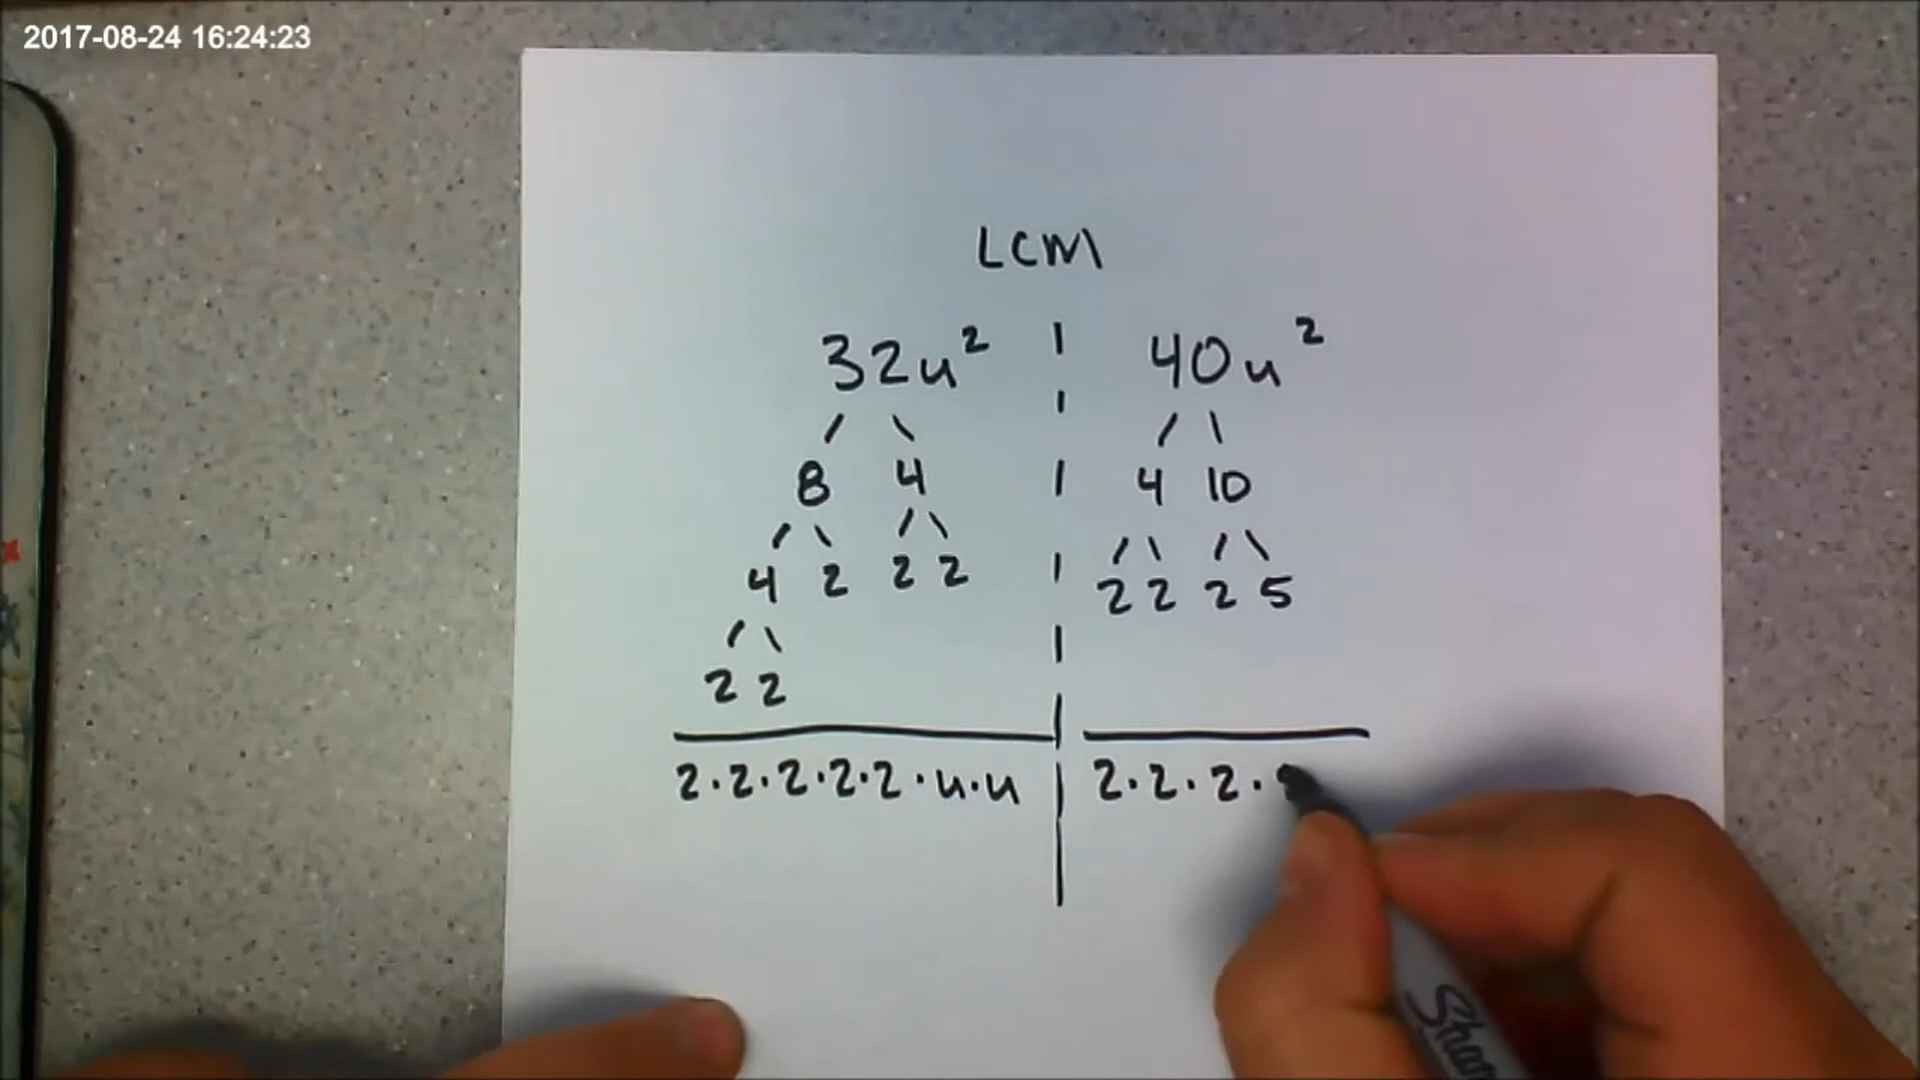 2017-08-24 16:24:23
LCM
32u² | 40u²
8 4 | 4 10
4 2 2 2 | 2 2 2 5
2 2
2·2·2·2·2·u·u | 2·2·2·